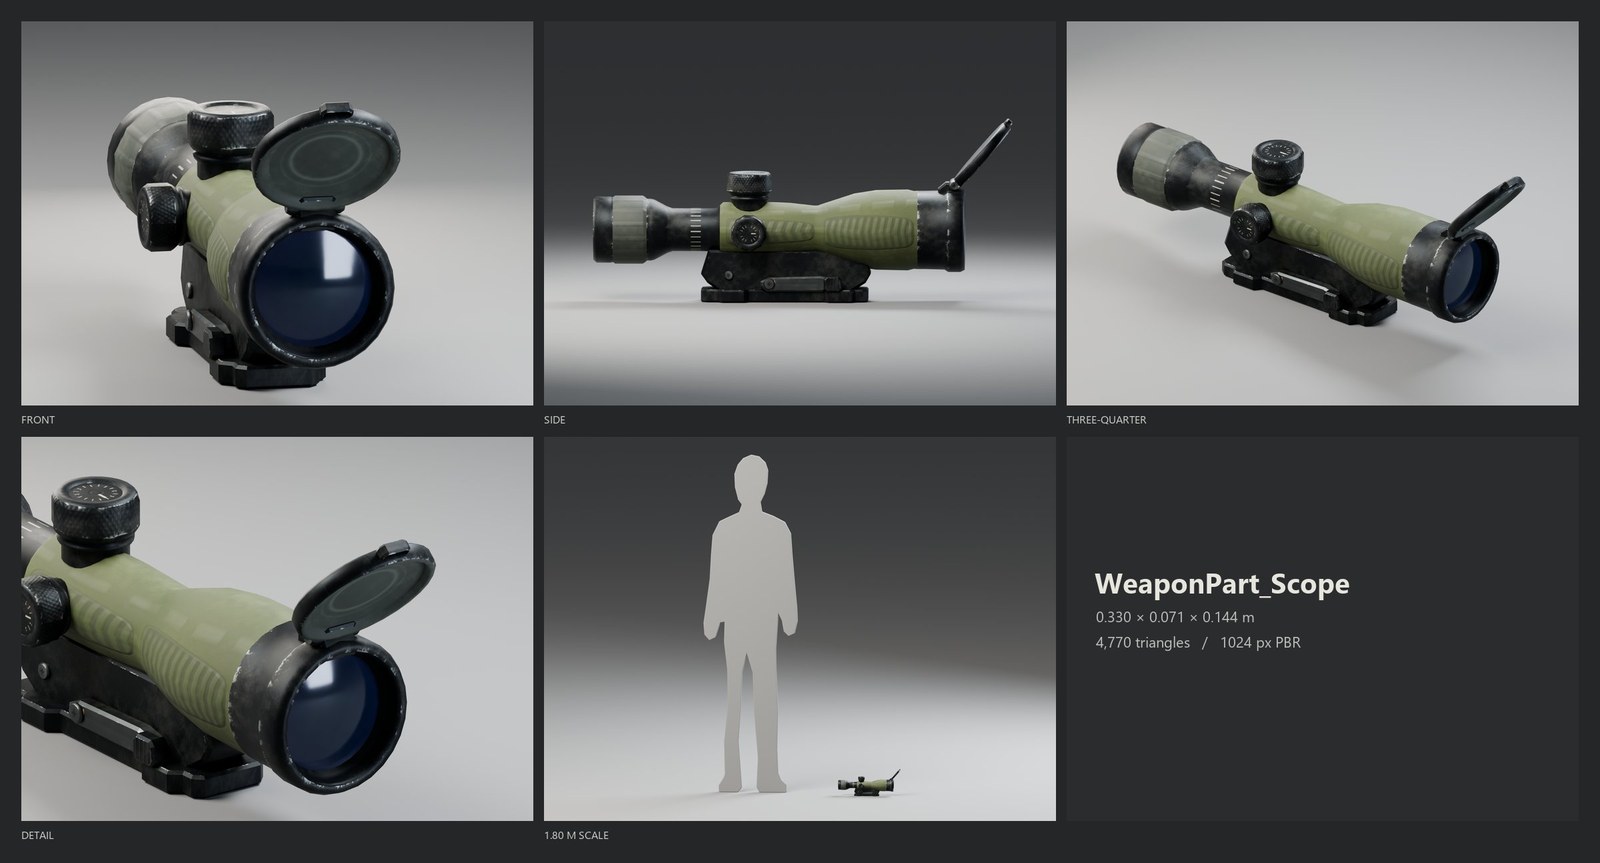 FRONT
SIDE
THREE-QUARTER
DETAIL
1.80 M SCALE
WeaponPart_Scope
0.330 × 0.071 × 0.144 m
4,770 triangles / 1024 px PBR